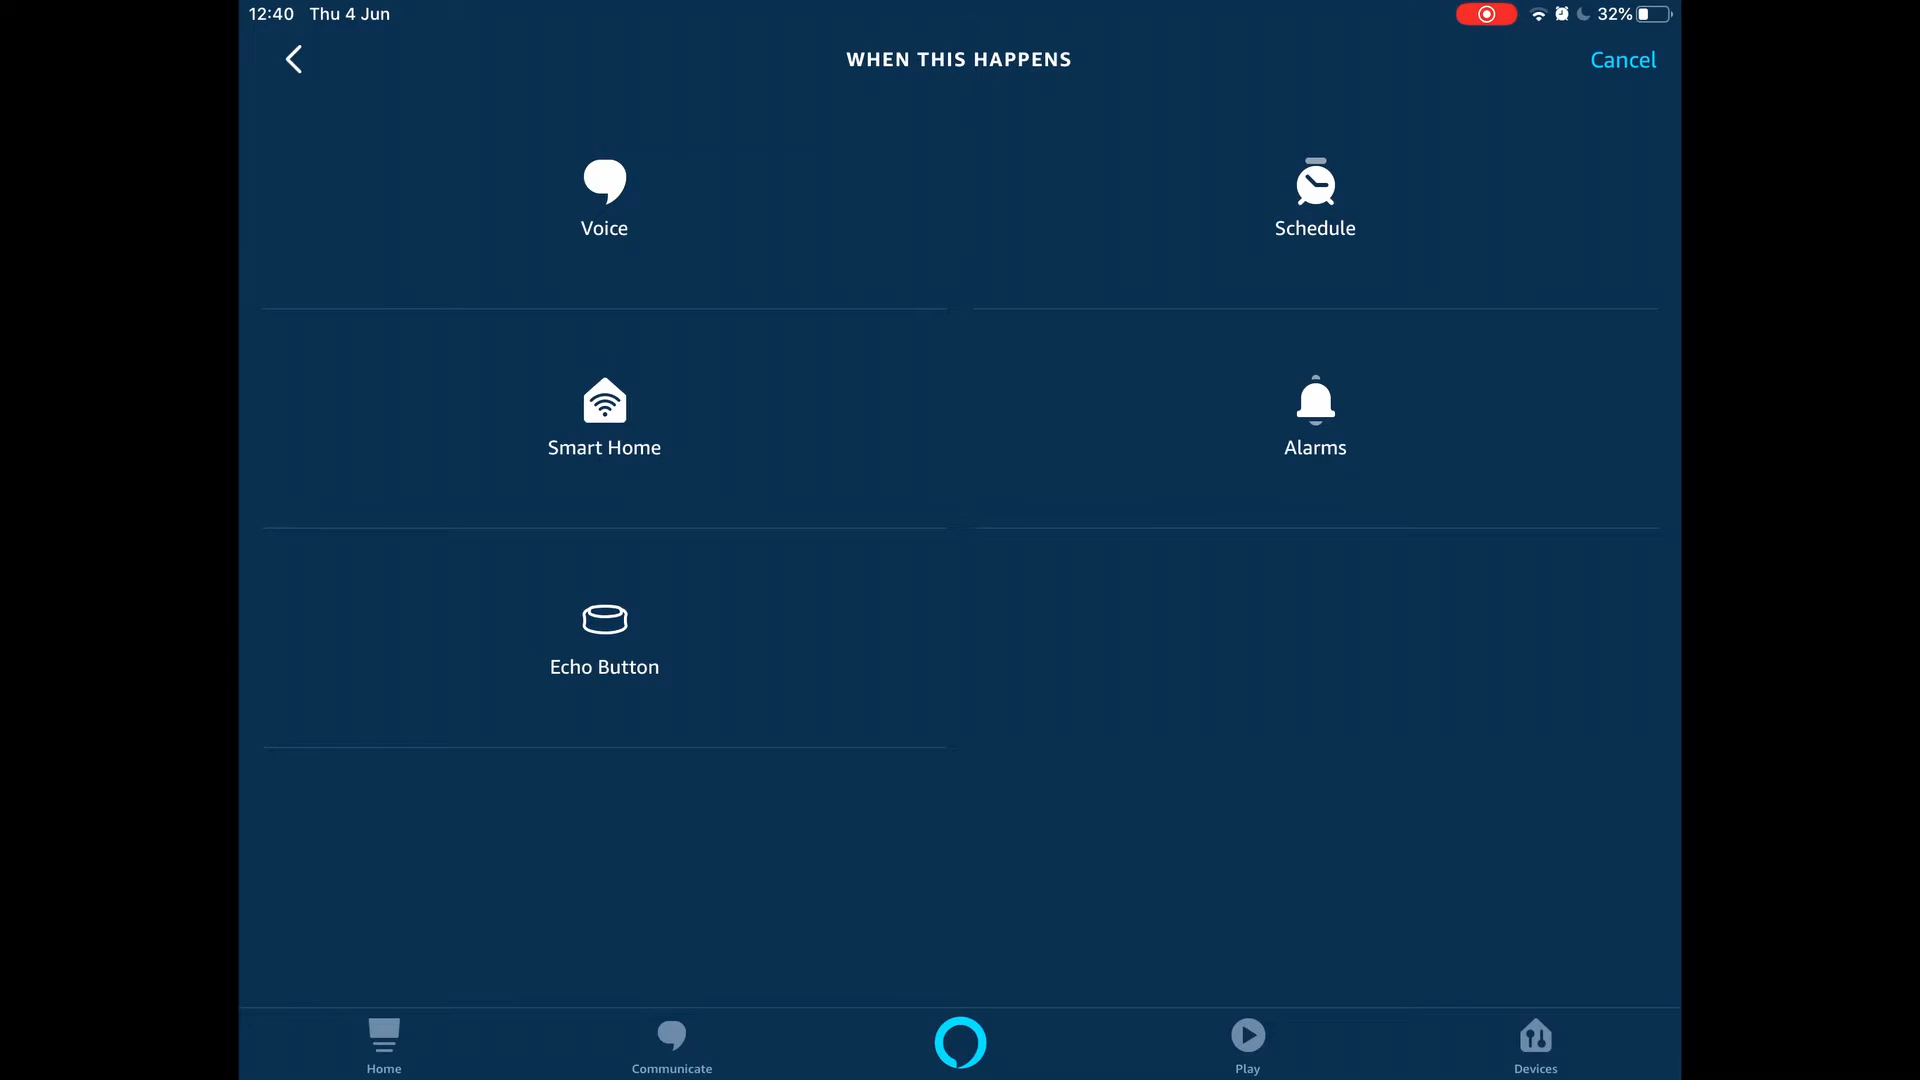 12:40 Thu 4 Jun
32%
WHEN THIS HAPPENS
Cancel
Voice
Schedule
Smart Home
Alarms
Echo Button
Home
Communicate
Play
Devices